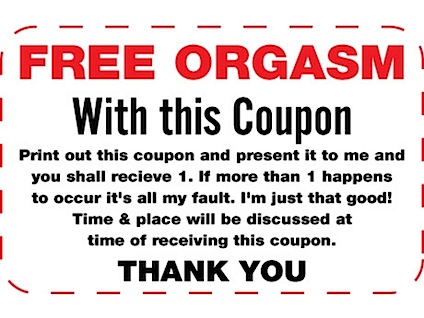 FREE ORGASM
With this Coupon
Print out this coupon and present it to me and
you shall recieve 1. If more than 1 happens
to occur it's all my fault. I'm just that good!
Time & place will be discussed at
time of receiving this coupon.
THANK YOU